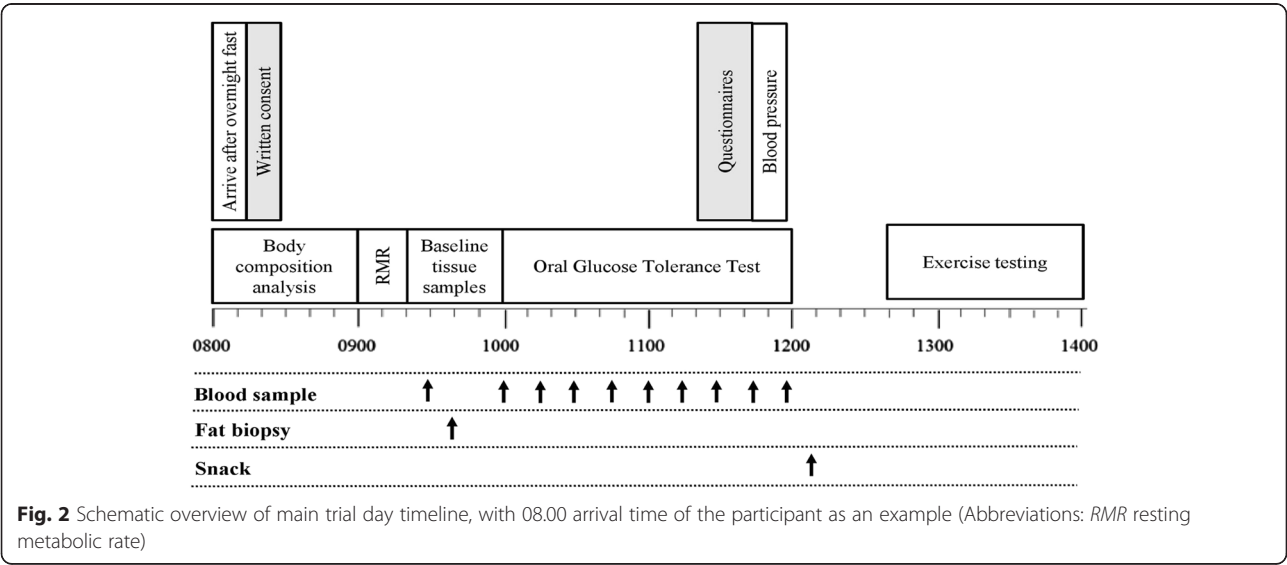 Arrive after overnight fast
Written consent
Questionnaires
Blood pressure
Body
composition
analysis
RMR
Baseline
tissue
samples
Oral Glucose Tolerance Test
Exercise testing
0800 0900 1000 1100 1200 1300 1400
Blood sample
Fat biopsy
Snack
Fig. 2 Schematic overview of main trial day timeline, with 08.00 arrival time of the participant as an example (Abbreviations: RMR resting
metabolic rate)